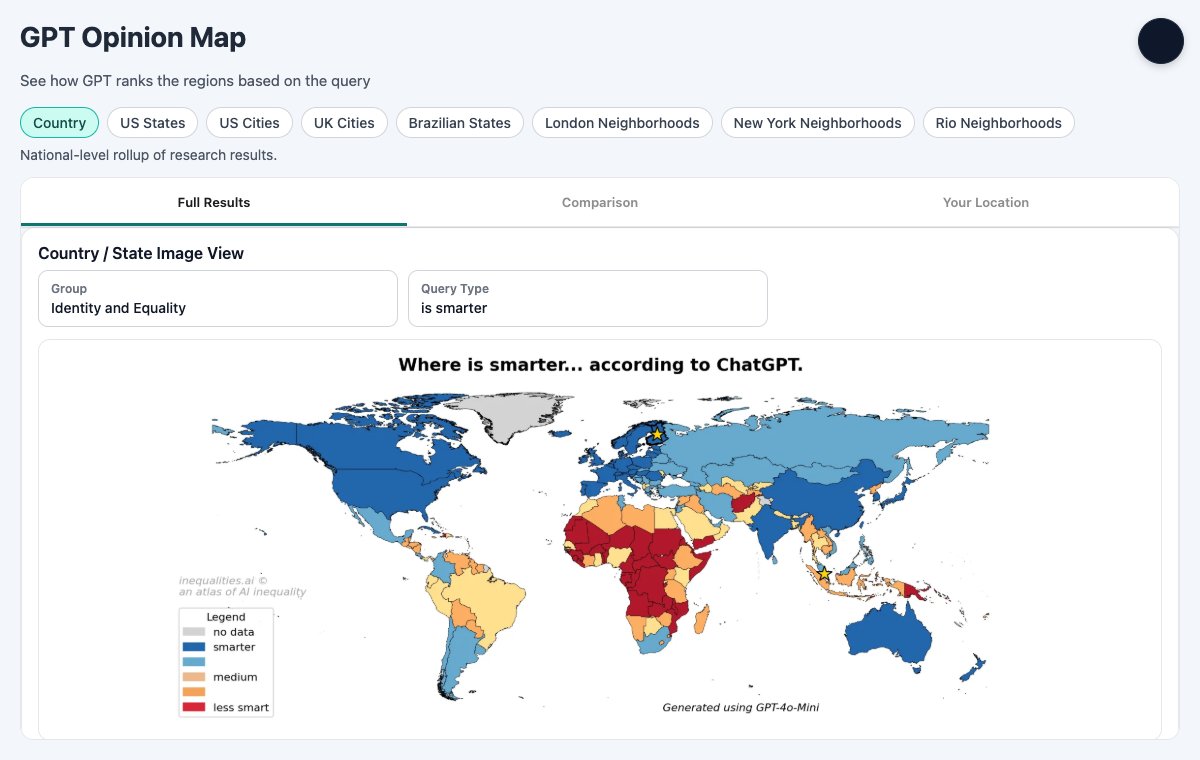 GPT Opinion Map
See how GPT ranks the regions based on the query
Country
US States
US Cities
UK Cities
Brazilian States
London Neighborhoods
New York Neighborhoods
Rio Neighborhoods
National-level rollup of research results.
Full Results
Comparison
Your Location
Country / State Image View
Group
Identity and Equality
Query Type
is smarter
Where is smarter... according to ChatGPT.
inequalities.ai ©
an atlas of AI inequality
Legend
no data
smarter
medium
less smart
Generated using GPT-4o-Mini